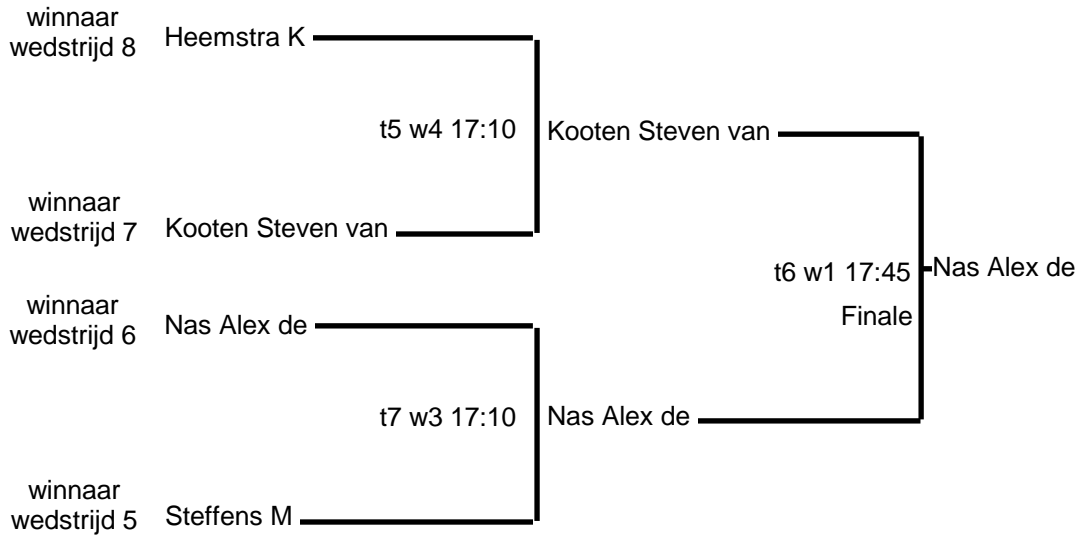 winnaar
wedstrijd 8
Heemstra K
t5 w4 17:10
Kooten Steven van
winnaar
wedstrijd 7
Kooten Steven van
t6 w1 17:45
Nas Alex de
Finale
winnaar
wedstrijd 6
Nas Alex de
t7 w3 17:10
Nas Alex de
winnaar
wedstrijd 5
Steffens M